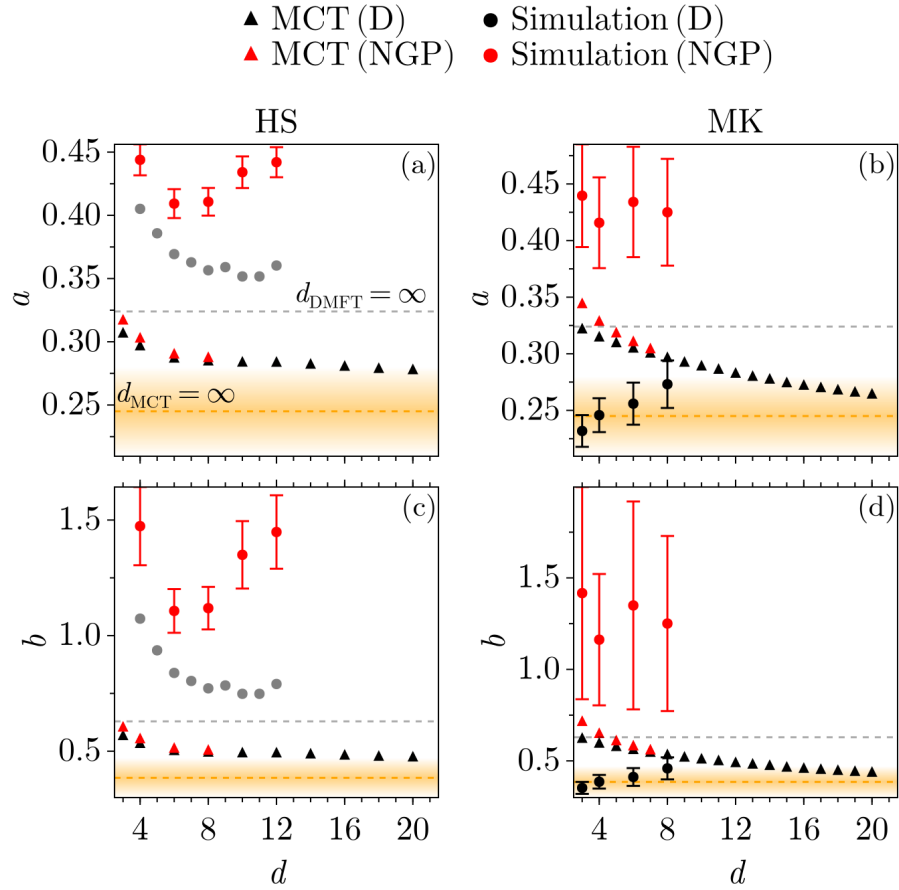 MCT (D) Simulation (D)
MCT (NGP) Simulation (NGP)
HS MK
0.45 (a)
0.40
a 0.35
d_DMFT = ∞
0.30
d_MCT = ∞
0.25
(b)
0.45
0.40
a 0.35
0.30
0.25
(c)
1.5
b 1.0
0.5
4 8 12 16 20
d
(d)
1.5
b 1.0
0.5
4 8 12 16 20
d